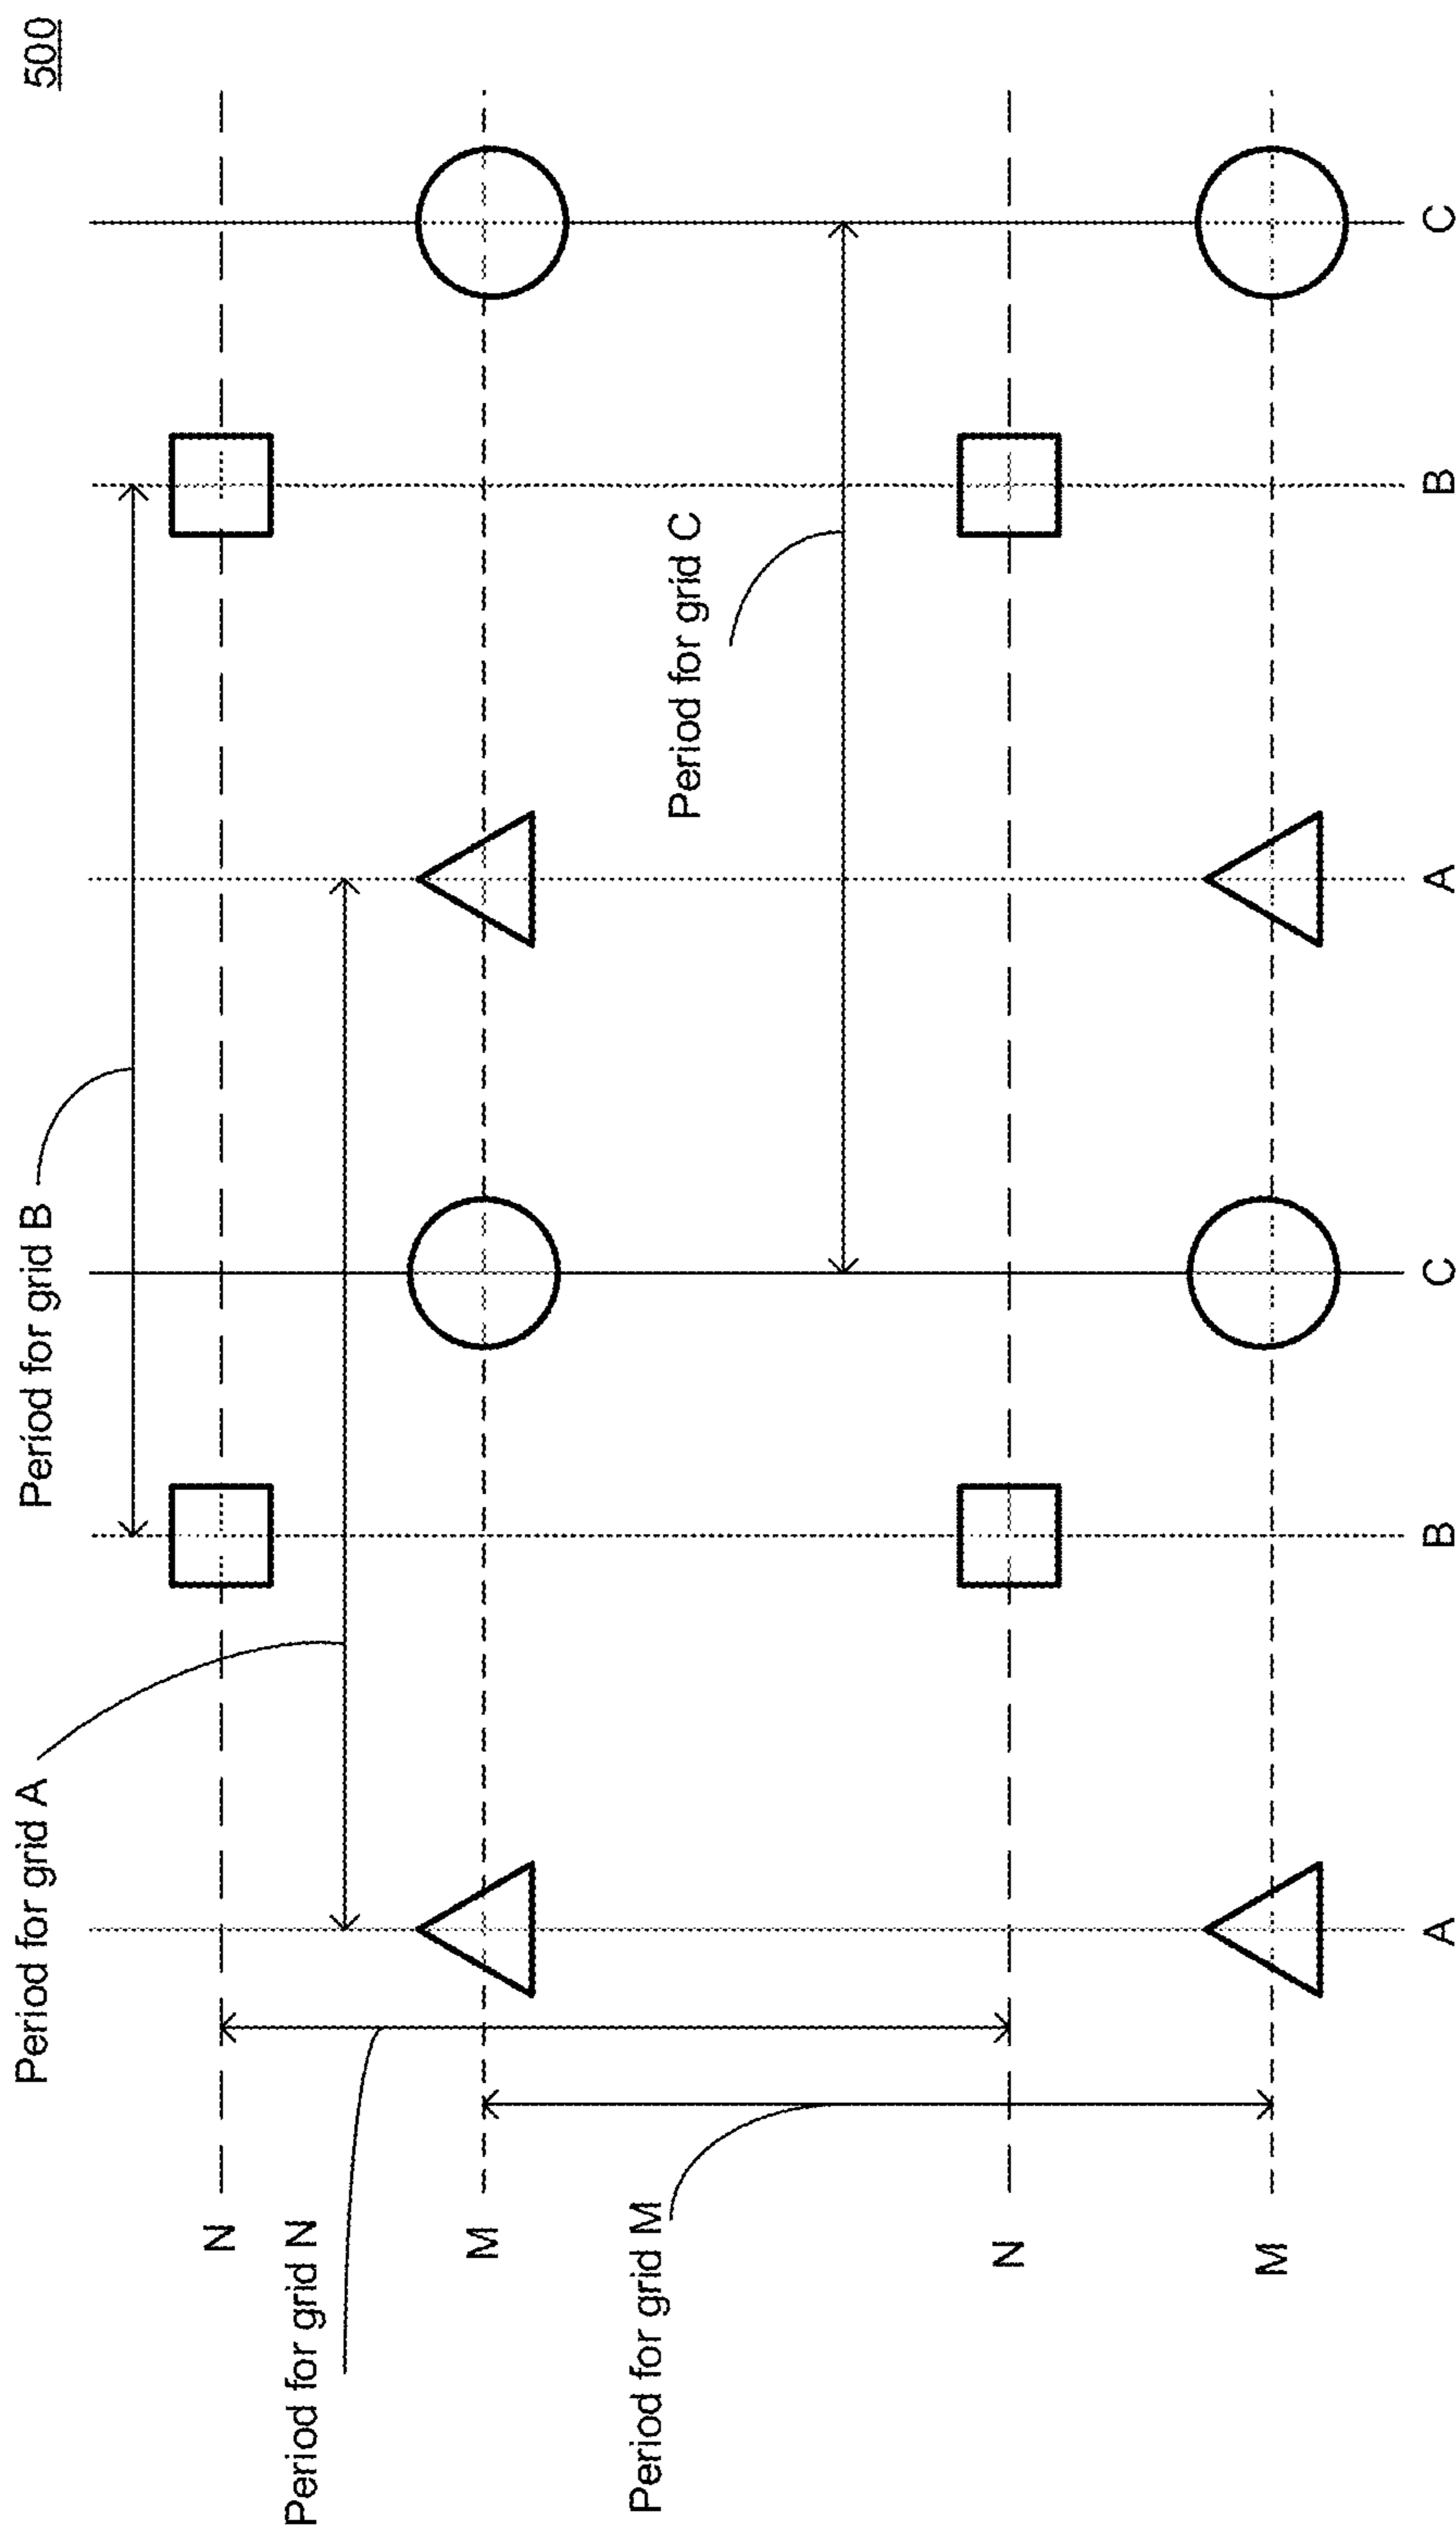 500
Period for grid A
Period for grid B
N
Period for grid N
M
Period for grid M
Period for grid C
N
M
A
B
C
A
B
C